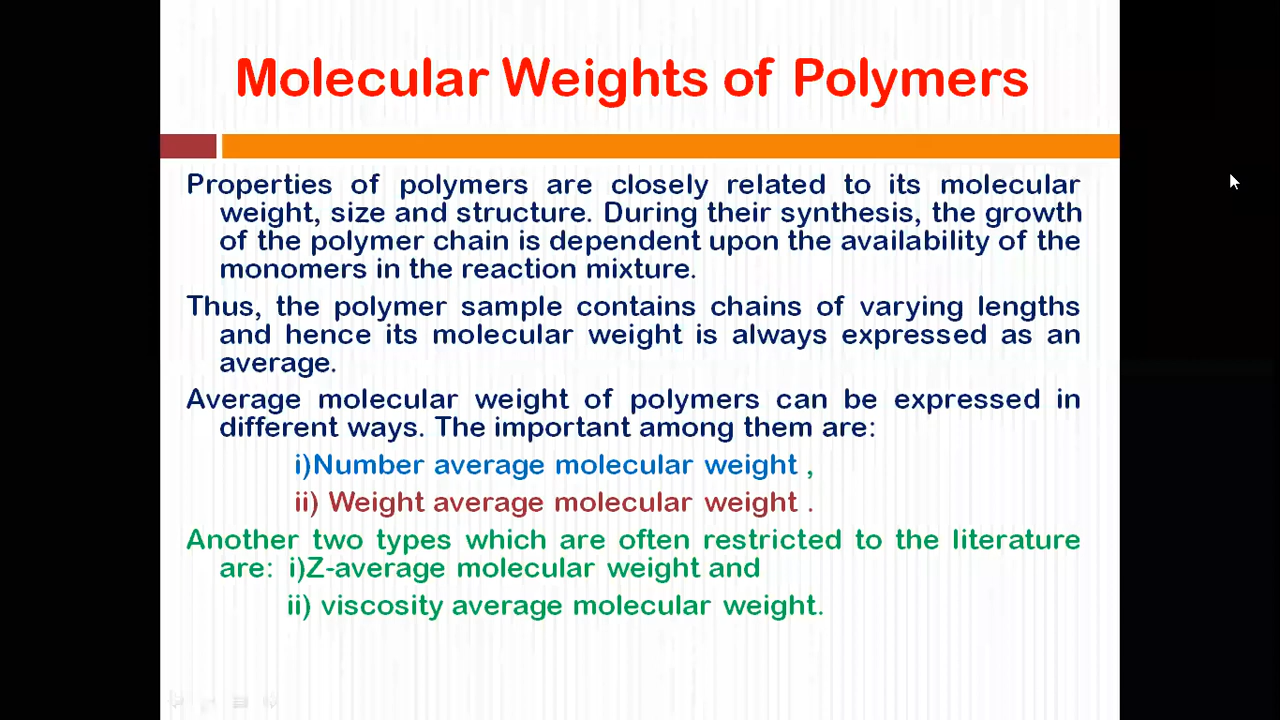 Molecular Weights of Polymers
Properties of polymers are closely related to its molecular
weight, size and structure. During their synthesis, the growth
of the polymer chain is dependent upon the availability of the
monomers in the reaction mixture.
Thus, the polymer sample contains chains of varying lengths
and hence its molecular weight is always expressed as an
average.
Average molecular weight of polymers can be expressed in
different ways. The important among them are:
i)Number average molecular weight ,
ii) Weight average molecular weight .
Another two types which are often restricted to the literature
are: i)Z-average molecular weight and
ii) viscosity average molecular weight.